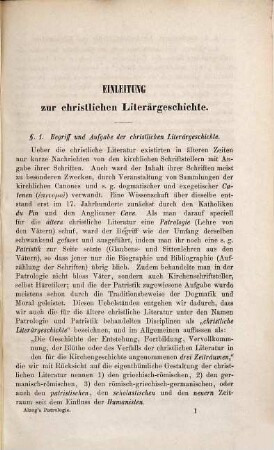 EINLEITUNG
zur christlichen Literärgeschichte.
§. 1. Begriff und Aufgabe der christlichen Literärgeschichte.
Ueber die christliche Literatur existirten in älteren Zeiten
nur kurze Nachrichten von den kirchlichen Schriftstellern mit An-
gabe ihrer Schriften. Auch ward der Inhalt ihrer Schriften meist
zu besonderen Zwecken, durch Veranstaltung von Sammlungen der
kirchlichen Canones und s. g. dogmatischer und exegetischer Ca-
tenen (σειραί) verwendet. Eine Wissenschaft über dieselbe ent-
stand erst im 17. Jahrhunderte zunächst durch den Katholiken
du Pin und den Anglicaner Cave. Als man dazu speciell
für die ältere christliche Literatur eine Patrologie (Lehre von
den Vätern) schuf, ward der Begriff wie der Umfang derselben
schwankend gefasst und ausgeführt, indem man ihr noch eine s. g.
Patristik zur Seite setzte (Glaubens- und Sittenlehren aus den
Vätern), so dass jener nur die Biographie und Bibliographie (Auf-
zählung der Schriften) übrig blieb. Zudem behandelte man in der
Patrologie nicht bloss Väter, sondern auch Kirchenschriftsteller,
selbst Häretiker; und die der Patristik zugewiesene Aufgabe wurde
meistens schon durch die Traditionsbeweise der Dogmatik und
Moral geleistet. Diesen Uebelständen entgehen wir dadurch, dass
wir auch die für die ältere christliche Literatur unter den Namen
Patrologie und Patristik behandelten Disciplinen als „christliche
Literärgeschichte“ bezeichnen, und im Allgemeinen auffassen als:
„Die Geschichte der Entstehung, Fortbildung, Vervollkomm-
nung, der Blüthe oder des Verfalls der christlichen Literatur in
den für die Kirchengeschichte angenommenen drei Zeiträumen,“
die wir mit Rücksicht auf die eigenthümliche Gestaltung der christ-
lichen Literatur nennen 1) den griechisch-römischen, 2) den ger-
manisch-römischen, 3) den römisch-griechisch-germanischen, oder
auch den patristischen, den scholastischen und den neuern Zeit-
raum seit dem Einfluss der Humanisten.
Alzog's Patrologie. 1